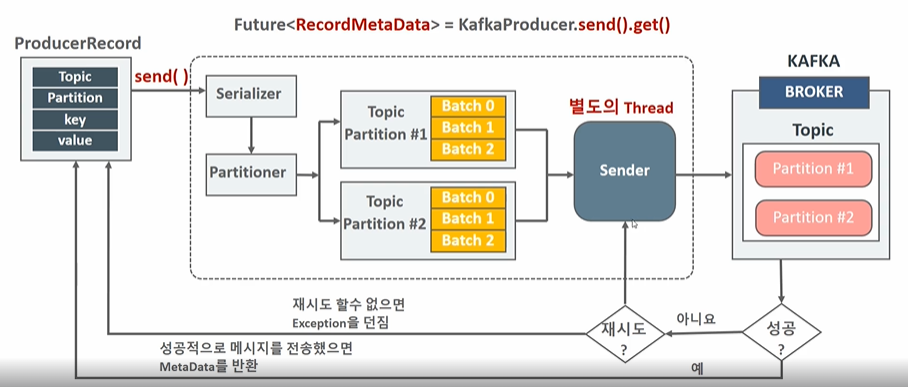 Future<RecordMetaData> = KafkaProducer.send().get()
ProducerRecord
Topic
Partition
key
value
send( )
Serializer
Partitioner
Topic
Partition #1
Batch 0
Batch 1
Batch 2
Topic
Partition #2
Batch 0
Batch 1
Batch 2
별도의 Thread
Sender
KAFKA
BROKER
Topic
Partition #1
Partition #2
재시도 할수 없으면
Exception을 던짐
재시도
?
아니요
성공
?
성공적으로 메시지를 전송했으면
MetaData를 반환
예